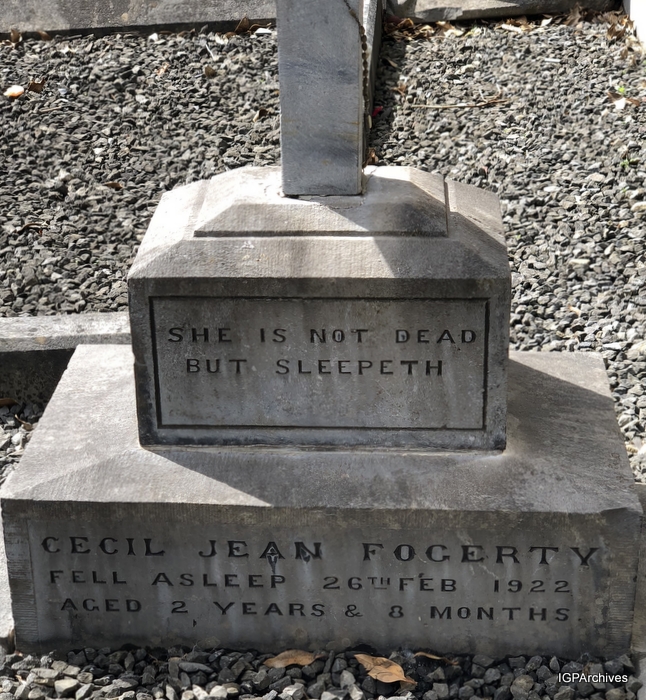 SHE IS NOT DEAD
BUT SLEEPETH
CECIL JEAN FOGERTY
FELL ASLEEP 26TH FEB 1922
AGED 2 YEARS & 8 MONTHS.
IGPArchives